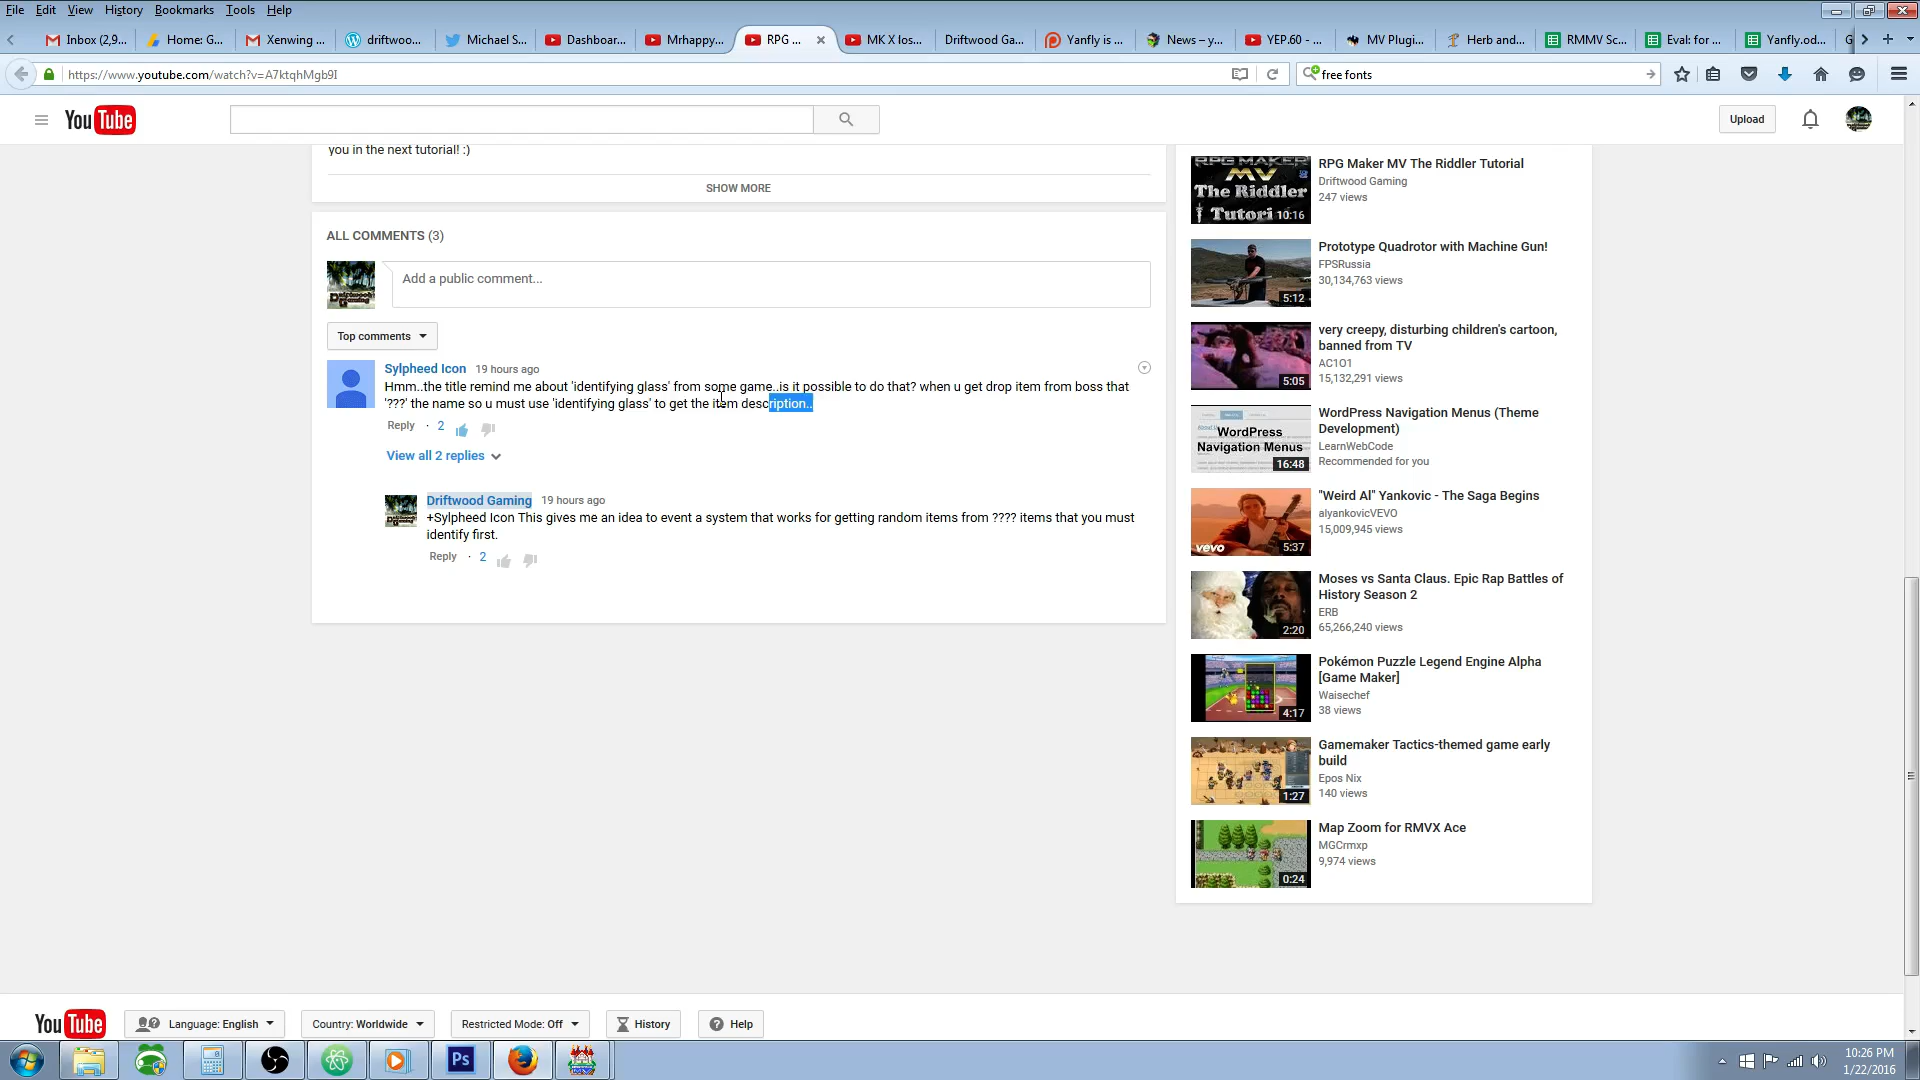 File Edit View History Bookmarks Tools Help
Inbox (2,9... Home: G... Xenwing ... driftwoo... Michael S... Dashboar... Mrhappy... RPG ... MK X los... Driftwood Ga... Yanfly is ... News – y... YEP.60 - ... MV Plugi... Herb and... RMMV Sc... Eval: for ... Yanfly.od...
https://www.youtube.com/watch?v=A7ktqhMgb9I
free fonts
YouTube
Upload
you in the next tutorial! :)
SHOW MORE
ALL COMMENTS (3)
Add a public comment...
Top comments
Sylpheed Icon 19 hours ago
Hmm..the title remind me about 'identifying glass' from some game..is it possible to do that? when u get drop item from boss that
'???' the name so u must use 'identifying glass' to get the item description..
Reply · 2
View all 2 replies
Driftwood Gaming 19 hours ago
+Sylpheed Icon This gives me an idea to event a system that works for getting random items from ???? items that you must
identify first.
Reply · 2
RPG MAKER
MV
The Riddler
Tutori 10:16
RPG Maker MV The Riddler Tutorial
Driftwood Gaming
247 views
5:12
Prototype Quadrotor with Machine Gun!
FPSRussia
30,134,763 views
5:05
very creepy, disturbing children's cartoon,
banned from TV
AC1O1
15,132,291 views
WordPress
Navigation Menus
16:48
WordPress Navigation Menus (Theme
Development)
LearnWebCode
Recommended for you
vevo 5:37
"Weird Al" Yankovic - The Saga Begins
alyankovicVEVO
15,009,945 views
2:20
Moses vs Santa Claus. Epic Rap Battles of
History Season 2
ERB
65,266,240 views
4:17
Pokémon Puzzle Legend Engine Alpha
[Game Maker]
Waisechef
38 views
1:27
Gamemaker Tactics-themed game early
build
Epos Nix
140 views
0:24
Map Zoom for RMVX Ace
MGCrmxp
9,974 views
YouTube Language: English Country: Worldwide Restricted Mode: Off History Help
Ps
10:26 PM
1/22/2016